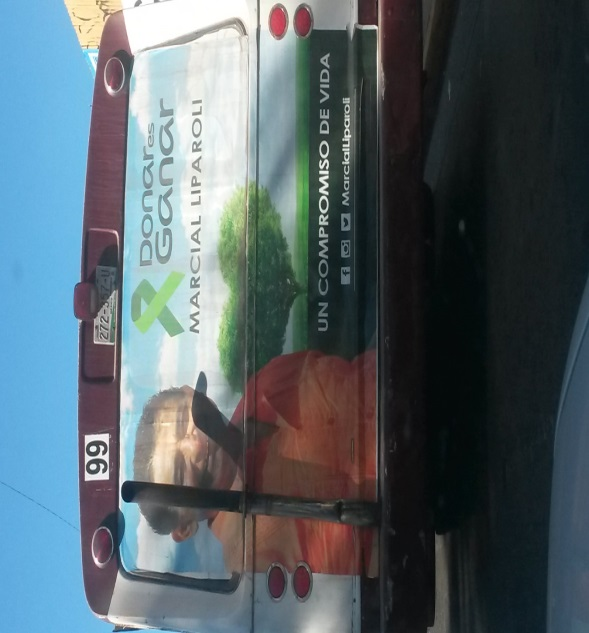 Donar es
Ganar
MARCIAL LIPAROLI
UN COMPROMISO DE VIDA
MarcialLiparoli
99